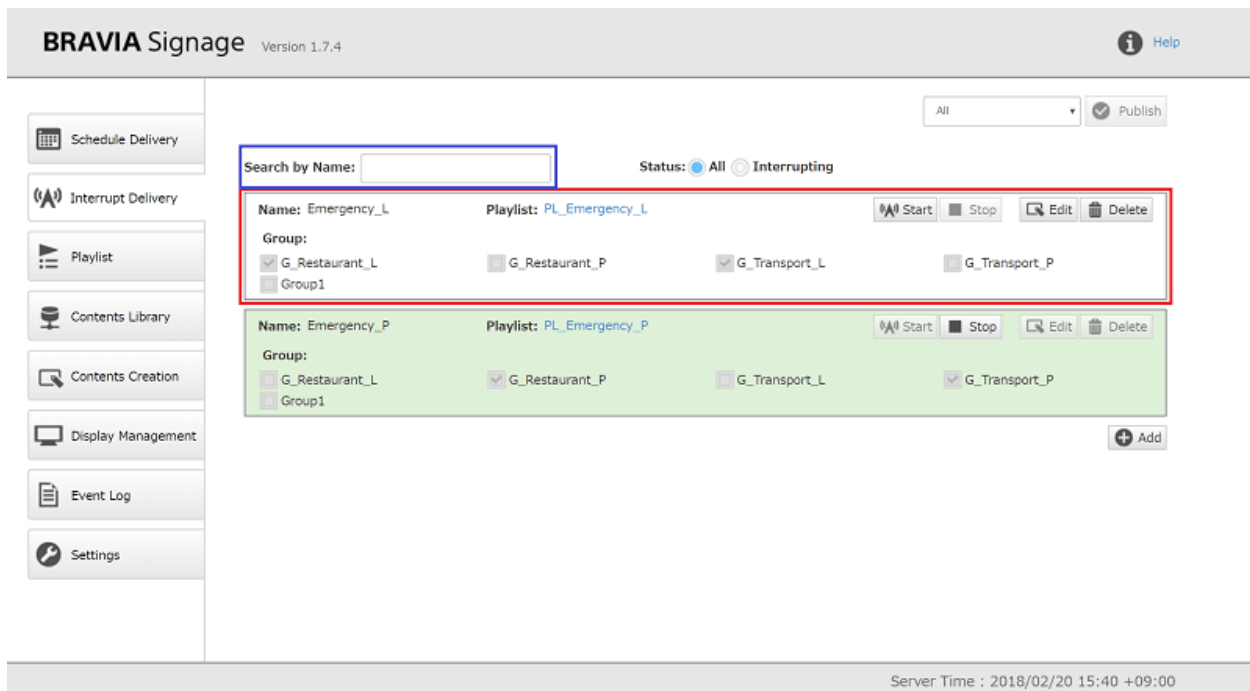 BRAVIA Signage Version 1.7.4
Help
All
Publish
Schedule Delivery
Interrupt Delivery
Playlist
Contents Library
Contents Creation
Display Management
Event Log
Settings
Search by Name:
Status: All Interrupting
Name: Emergency_L Playlist: PL_Emergency_L Start Stop Edit Delete
Group:
G_Restaurant_L G_Restaurant_P G_Transport_L G_Transport_P
Group1
Name: Emergency_P Playlist: PL_Emergency_P Start Stop Edit Delete
Group:
G_Restaurant_L G_Restaurant_P G_Transport_L G_Transport_P
Group1
Add
Server Time : 2018/02/20 15:40 +09:00